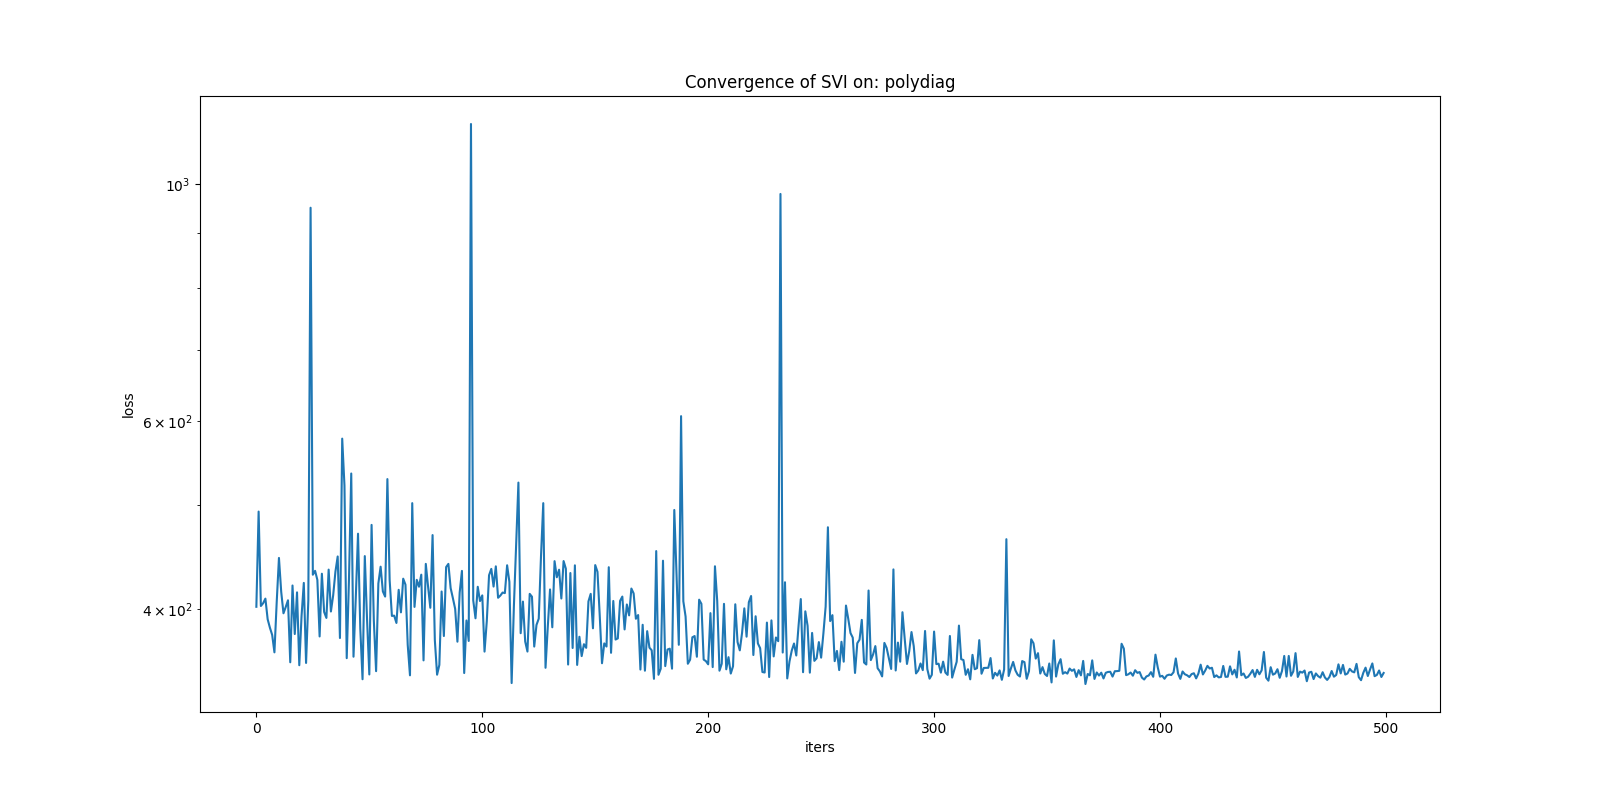 Convergence of SVI on: polydiag
10³
6 × 10²
4 × 10²
loss
0 100 200 300 400 500
iters